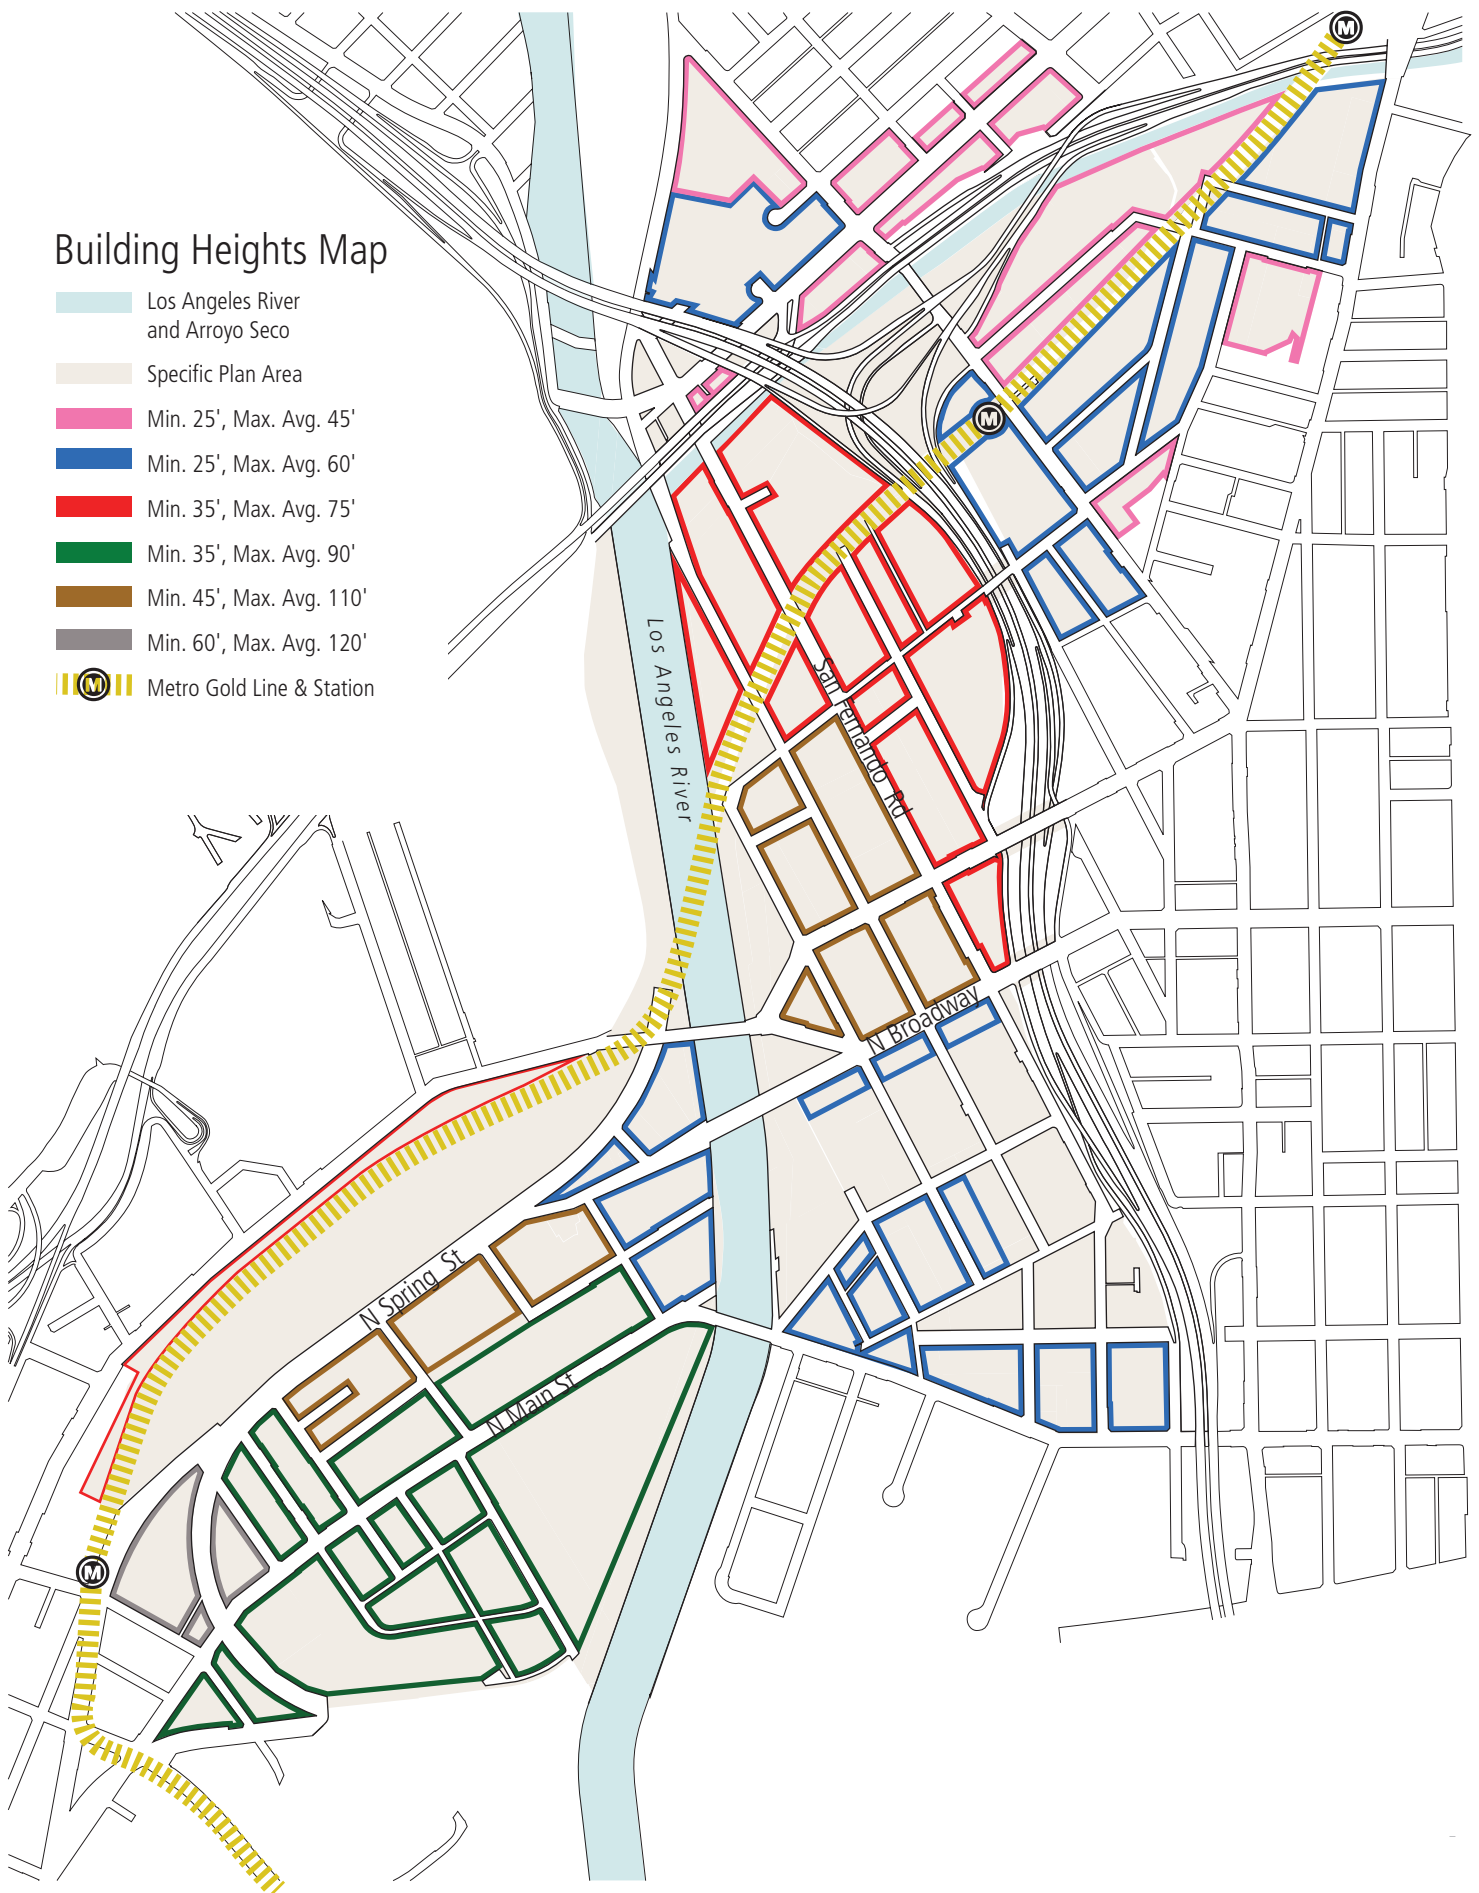 Building Heights Map
Los Angeles River
and Arroyo Seco
Specific Plan Area
Min. 25', Max. Avg. 45'
Min. 25', Max. Avg. 60'
Min. 35', Max. Avg. 75'
Min. 35', Max. Avg. 90'
Min. 45', Max. Avg. 110'
Min. 60', Max. Avg. 120'
M
Metro Gold Line & Station
M
M
Los Angeles River
San Fernando Rd
N Broadway
N Spring St
N Main St
M